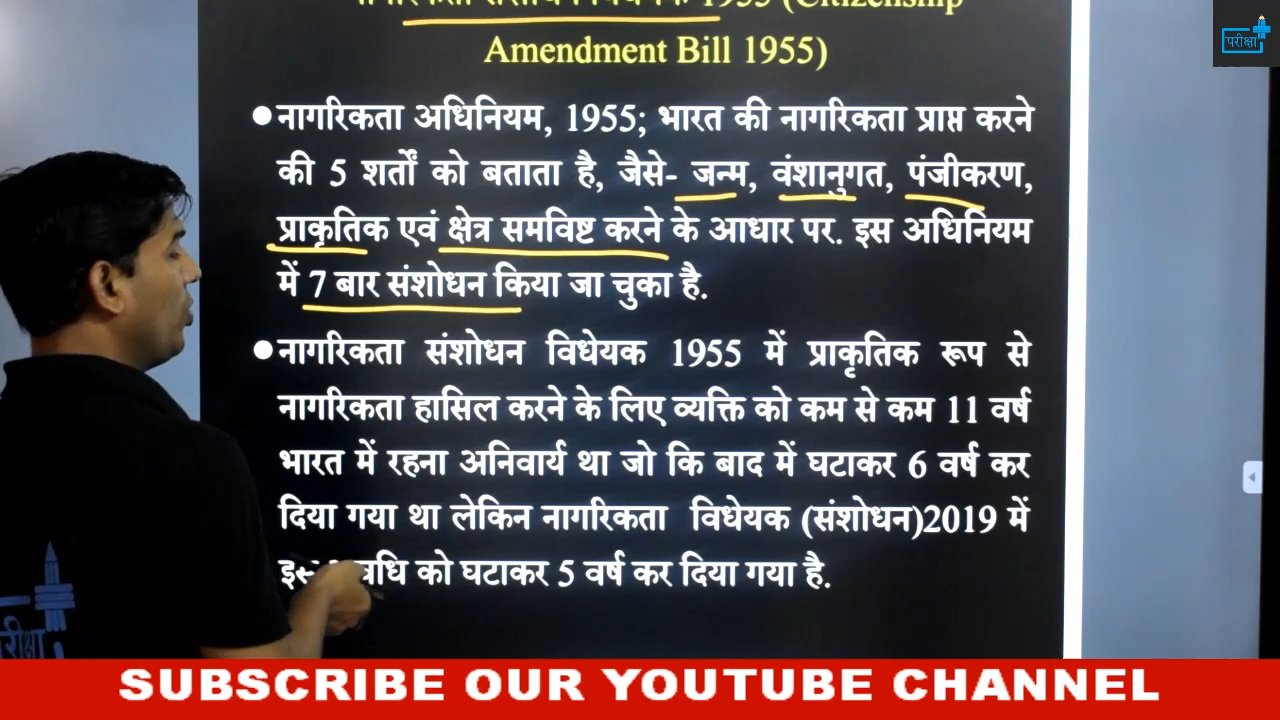 1955 (Citizenship
Amendment Bill 1955)
परीक्षा
●नागरिकता अधिनियम, 1955; भारत की नागरिकता प्राप्त करने
की 5 शर्तों को बताता है, जैसे- जन्म, वंशानुगत, पंजीकरण,
प्राकृतिक एवं क्षेत्र समविष्ट करने के आधार पर. इस अधिनियम
में 7 बार संशोधन किया जा चुका है.
●नागरिकता संशोधन विधेयक 1955 में प्राकृतिक रूप से
नागरिकता हासिल करने के लिए व्यक्ति को कम से कम 11 वर्ष
भारत में रहना अनिवार्य था जो कि बाद में घटाकर 6 वर्ष कर
दिया गया था लेकिन नागरिकता विधेयक (संशोधन)2019 में
को घटाकर 5 वर्ष कर दिया गया है.
SUBSCRIBE OUR YOUTUBE CHANNEL